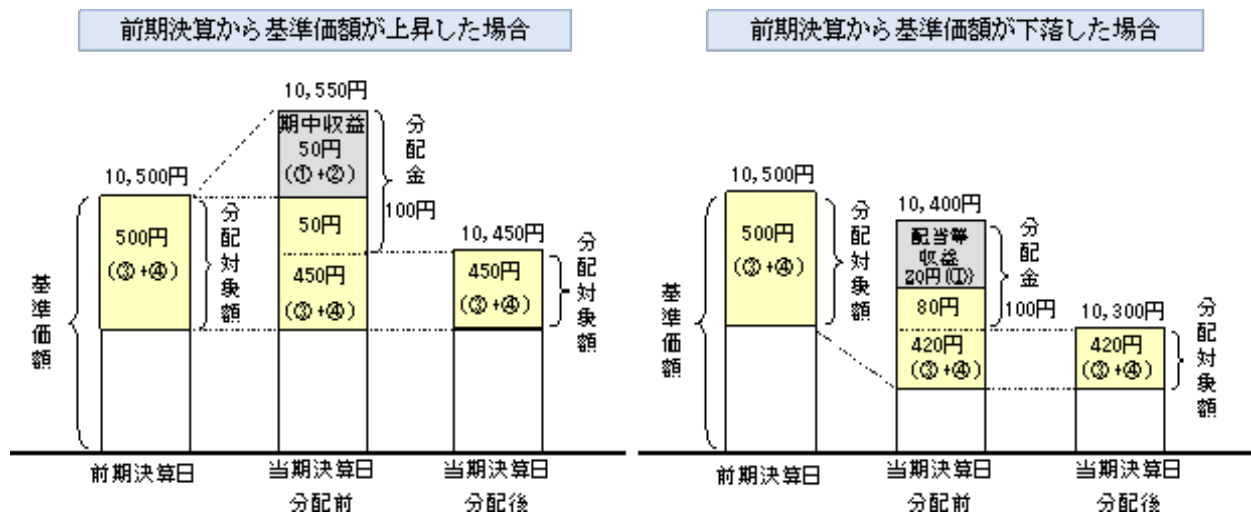 前期決算から基準価額が上昇した場合
10,550円
期中収益
50円
(①+②)
分配金
100円
10,500円
500円
(③+④)
分配対象額
基準価額
50円
450円
(③+④)
10,450円
450円
(③+④)
分配対象額
前期決算日
当期決算日
分配前
当期決算日
分配後
前期決算から基準価額が下落した場合
10,500円
500円
(③+④)
分配対象額
基準価額
10,400円
配当等
収益
20円(①)
分配金
100円
80円
420円
(③+④)
10,300円
420円
(③+④)
分配対象額
前期決算日
当期決算日
分配前
当期決算日
分配後